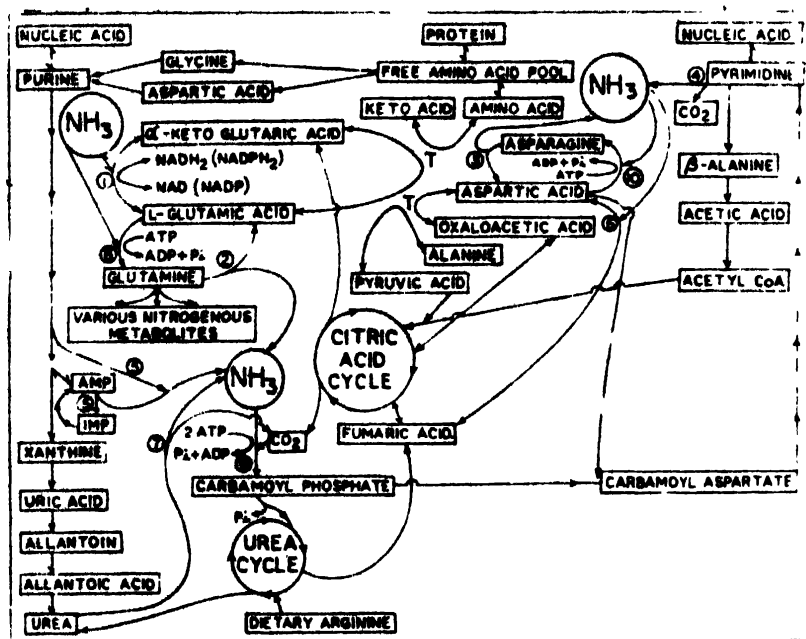 NUCLEIC ACID
PROTEIN
NUCLEIC ACID
GLYCINE
PURINE
FREE AMINO ACID POOL
NH₃
④
PYRIMIDINE
ASPARTIC ACID
KETO ACID
AMINO ACID
CO₂
NH₃
α-KETO GLUTARIC ACID
T
③
ASPARAGINE
NADH₂ (NADPH₂)
ADP + Pi
ATP
⑩
β-ALANINE
①
NAD (NADP)
ASPARTIC ACID
T
L-GLUTAMIC ACID
OXALOACETIC ACID
ACETIC ACID
ATP
ADP+Pi
②
ALANINE
GLUTAMINE
PYRUVIC ACID
ACETYL CoA
VARIOUS NITROGENOUS
METABOLITES
CITRIC
ACID
CYCLE
NH₃
AMP
IMP
⑦
2 ATP
CO₂
Pi+ADP
FUMARIC ACID
XANTHINE
CARBAMOYL PHOSPHATE
CARBAMOYL ASPARTATE
URIC ACID
Pi
ALLANTOIN
UREA
CYCLE
ALLANTOIC ACID
UREA
DIETARY ARGININE